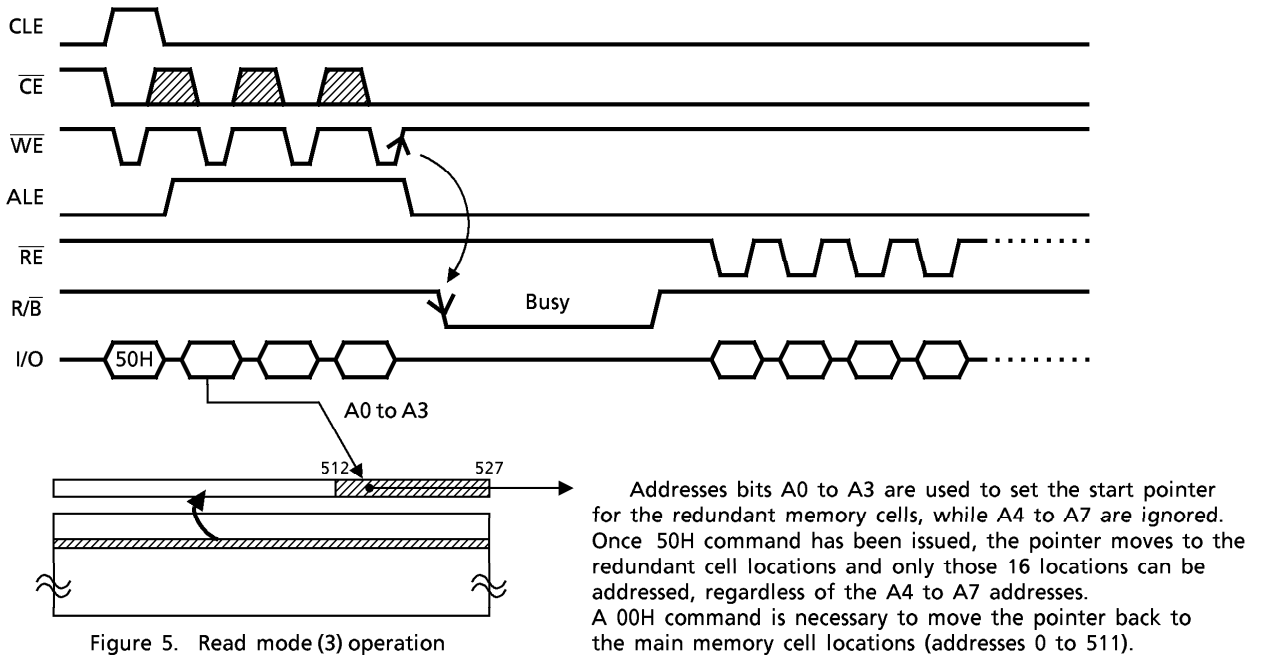 CLE
C̅E̅
W̅E̅
ALE
R̅E̅
R/B̅
Busy
I/O
50H
A0 to A3
512
527
Addresses bits A0 to A3 are used to set the start pointer
for the redundant memory cells, while A4 to A7 are ignored.
Once 50H command has been issued, the pointer moves to the
redundant cell locations and only those 16 locations can be
addressed, regardless of the A4 to A7 addresses.
A 00H command is necessary to move the pointer back to
the main memory cell locations (addresses 0 to 511).
Figure 5. Read mode (3) operation